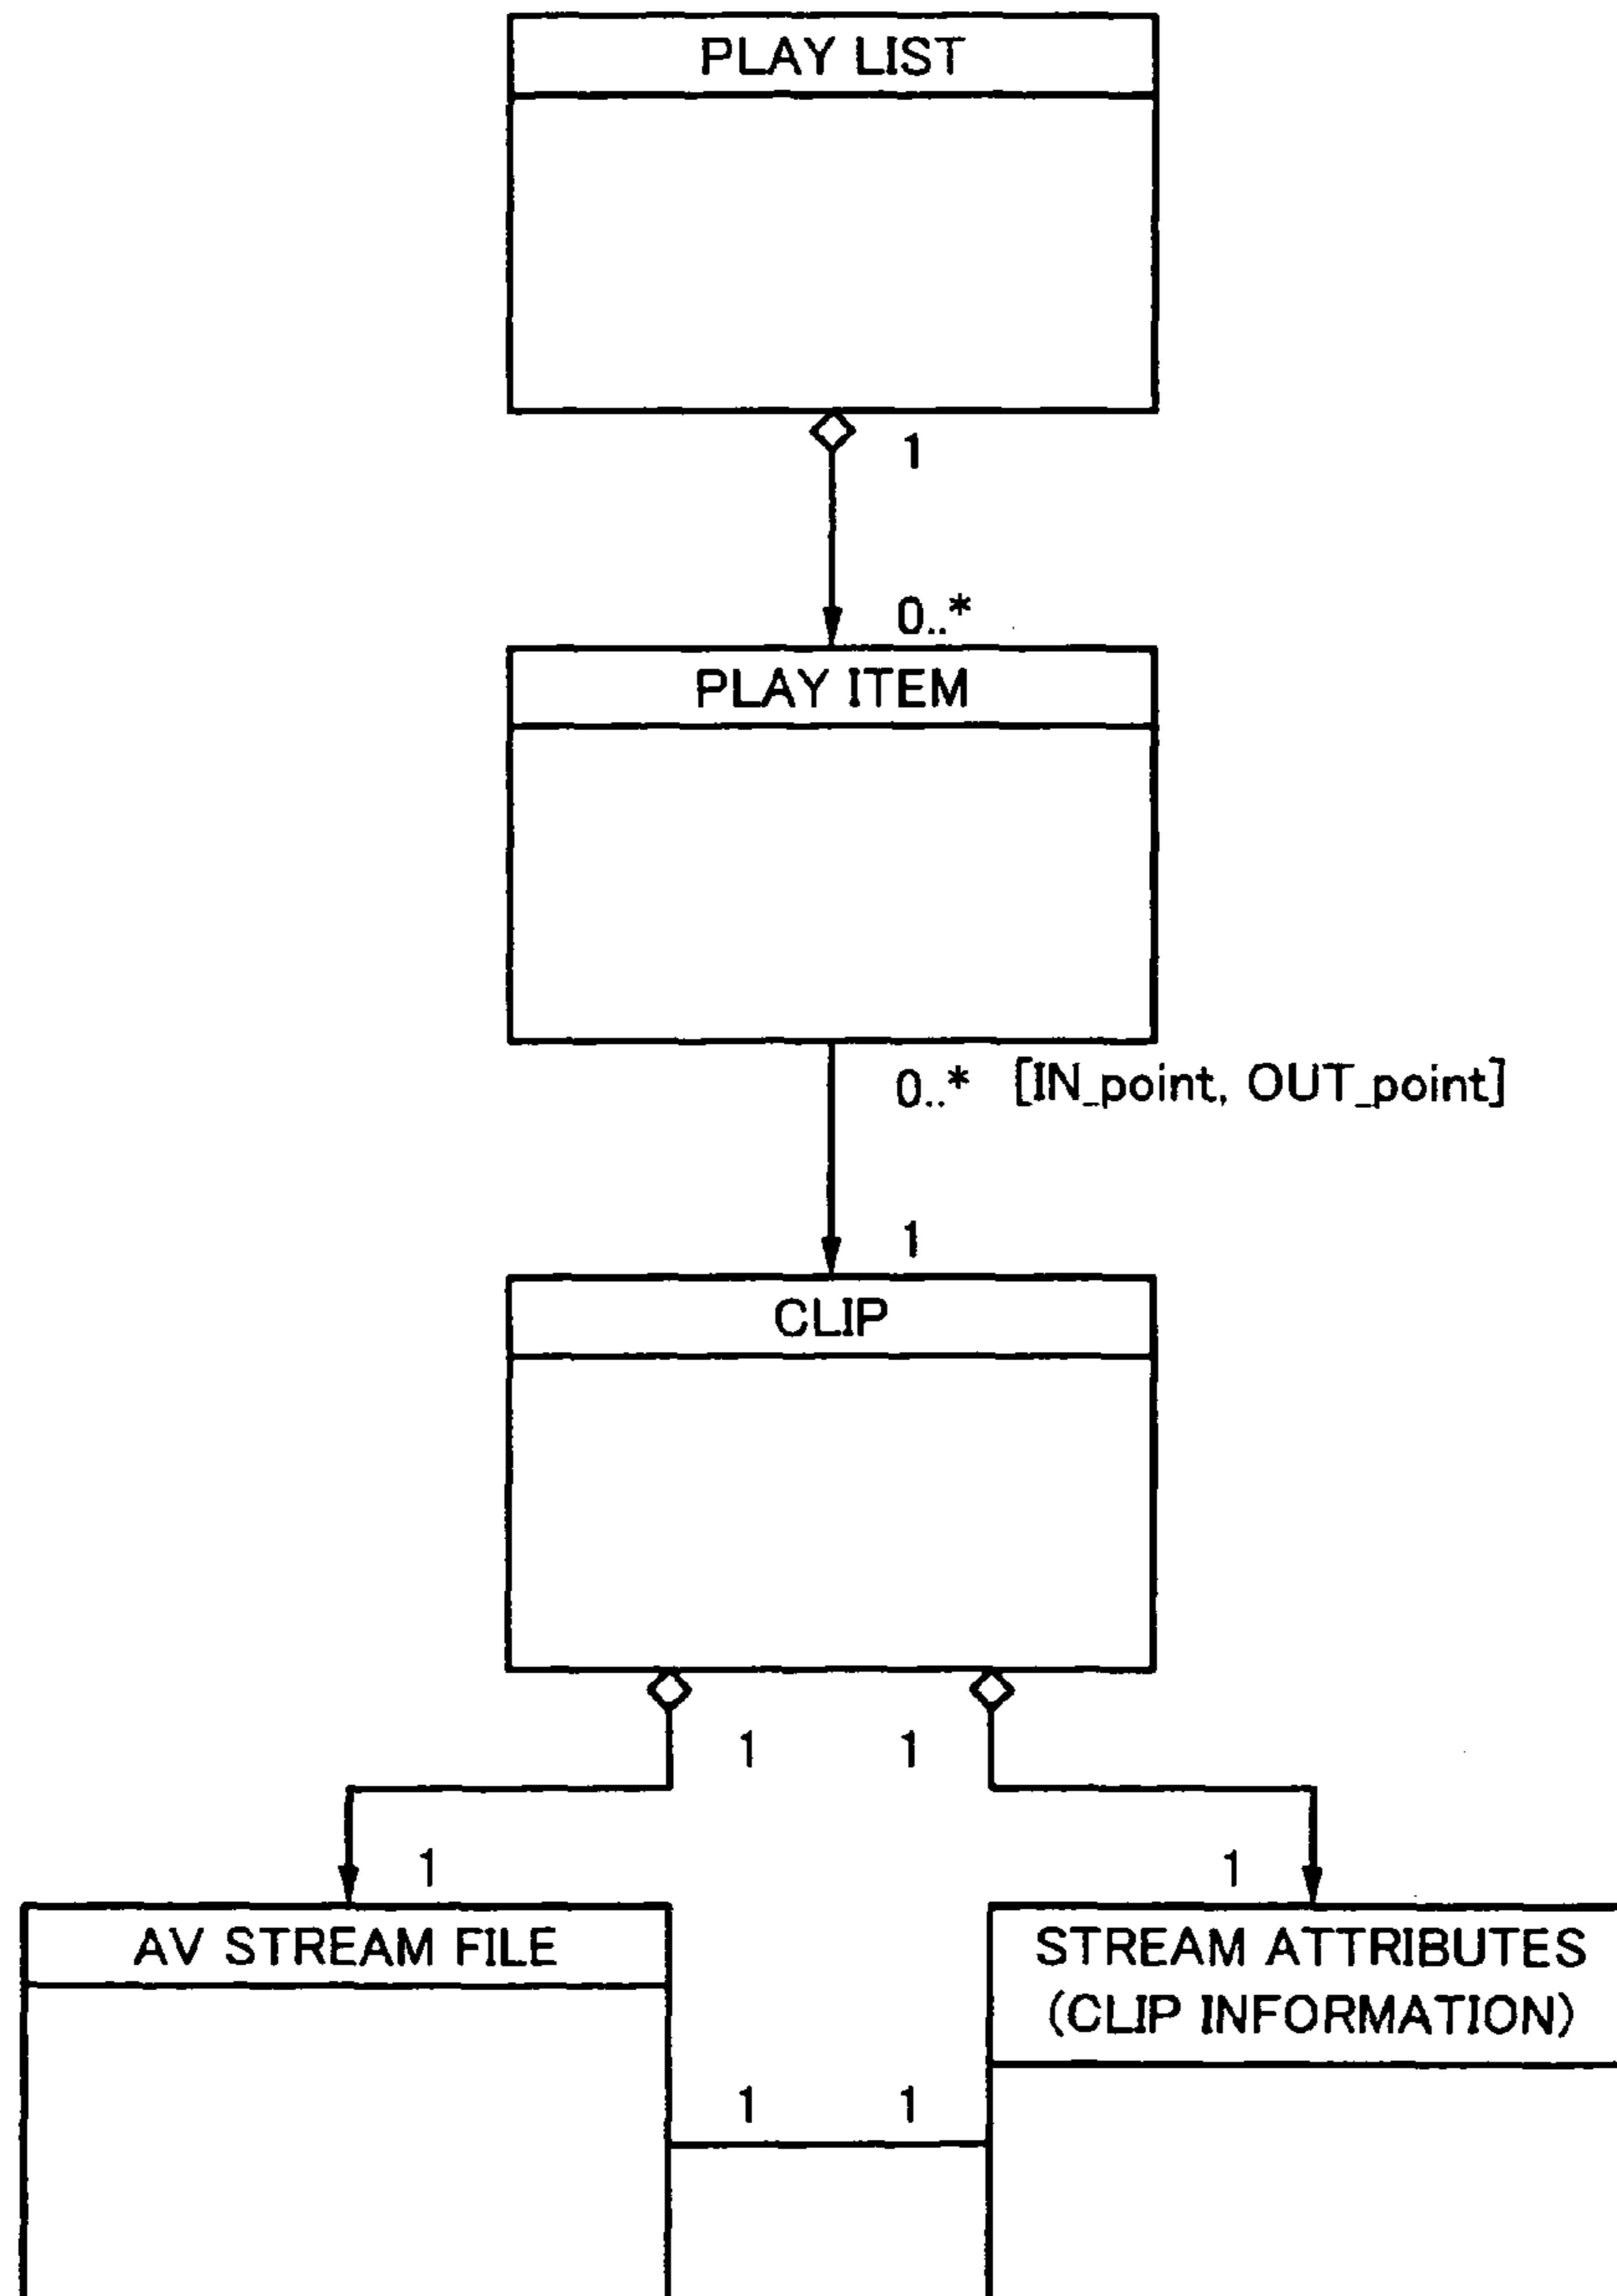 PLAY LIST
1
0..*
PLAY ITEM
0..* [IN_point, OUT_point]
1
CLIP
1 1
1 1
AV STREAM FILE
STREAM ATTRIBUTES
(CLIP INFORMATION)
1 1